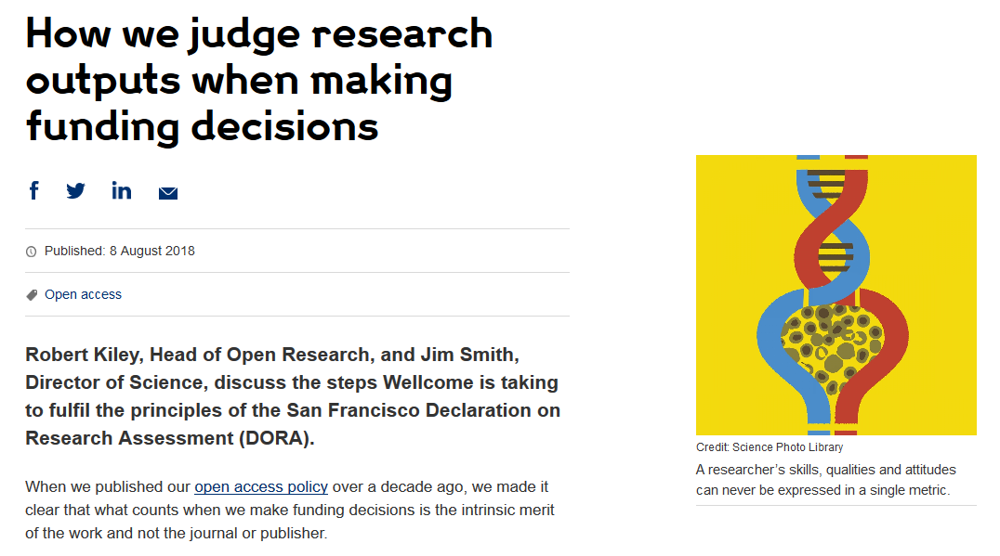 How we judge research
outputs when making
funding decisions
Published: 8 August 2018
Open access
Robert Kiley, Head of Open Research, and Jim Smith,
Director of Science, discuss the steps Wellcome is taking
to fulfil the principles of the San Francisco Declaration on
Research Assessment (DORA).
When we published our open access policy over a decade ago, we made it
clear that what counts when we make funding decisions is the intrinsic merit
of the work and not the journal or publisher.
Credit: Science Photo Library
A researcher’s skills, qualities and attitudes
can never be expressed in a single metric.